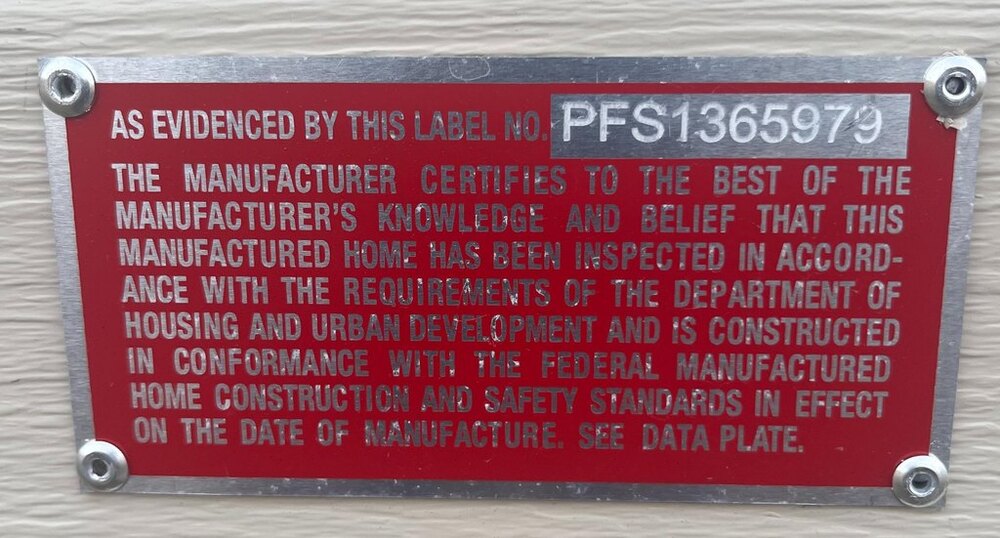 AS EVIDENCED BY THIS LABEL NO. PFS1365979
THE MANUFACTURER CERTIFIES TO THE BEST OF THE
MANUFACTURER'S KNOWLEDGE AND BELIEF THAT THIS
MANUFACTURED HOME HAS BEEN INSPECTED IN ACCORD-
ANCE WITH THE REQUIREMENTS OF THE DEPARTMENT OF
HOUSING AND URBAN DEVELOPMENT AND IS CONSTRUCTED
IN CONFORMANCE WITH THE FEDERAL MANUFACTURED
HOME CONSTRUCTION AND SAFETY STANDARDS IN EFFECT
ON THE DATE OF MANUFACTURE. SEE DATA PLATE.